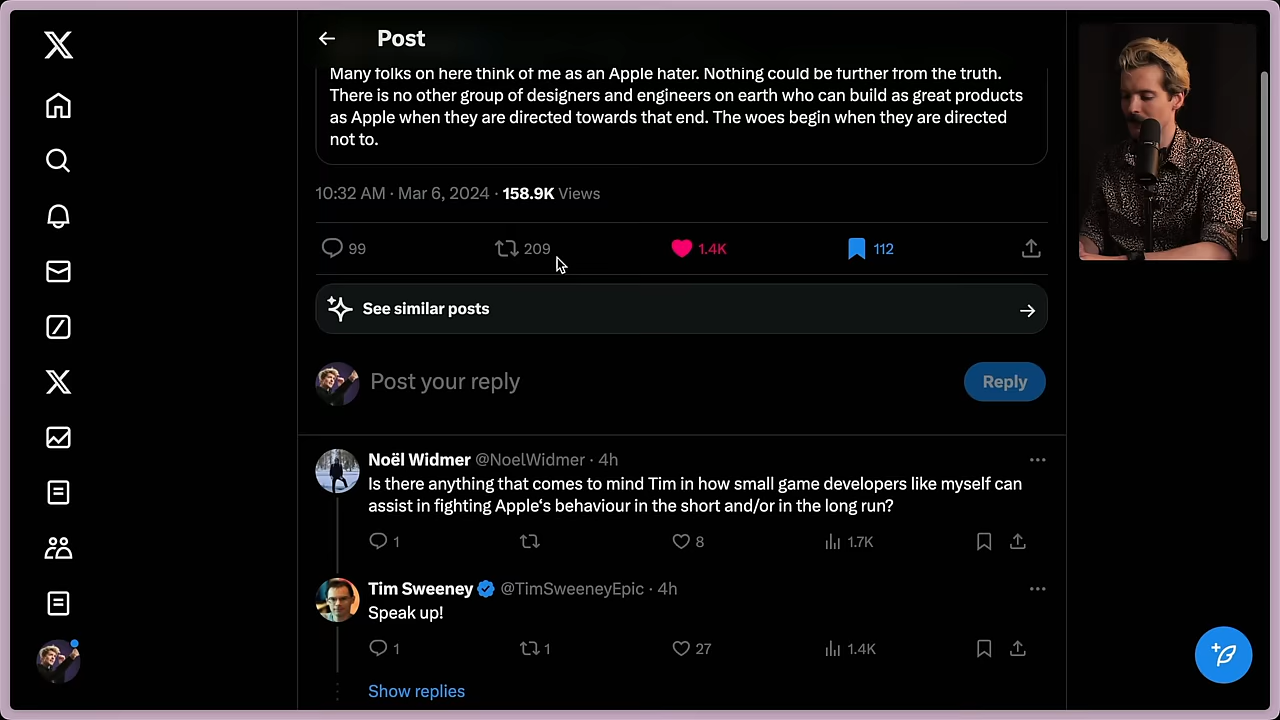 Post
Many folks on here think of me as an Apple hater. Nothing could be further from the truth.
There is no other group of designers and engineers on earth who can build as great products
as Apple when they are directed towards that end. The woes begin when they are directed
not to.
10:32 AM · Mar 6, 2024 · 158.9K Views
99 209 1.4K 112
See similar posts
Post your reply
Reply
Noël Widmer @NoelWidmer · 4h
Is there anything that comes to mind Tim in how small game developers like myself can
assist in fighting Apple‘s behaviour in the short and/or in the long run?
1 8 1.7K
Tim Sweeney @TimSweeneyEpic · 4h
Speak up!
1 1 27 1.4K
Show replies